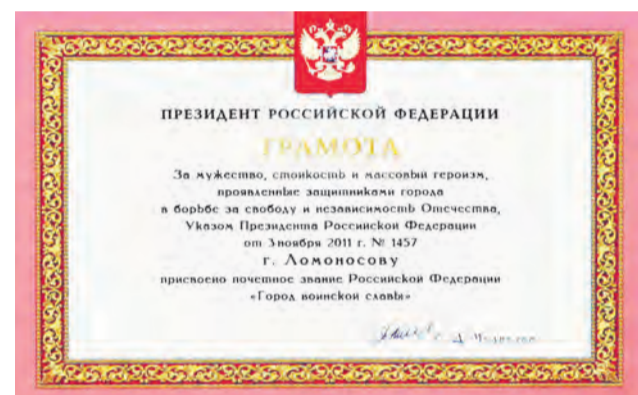 ПРЕЗИДЕНТ РОССИЙСКОЙ ФЕДЕРАЦИИ
ГРАМОТА
За мужество, стойкость и массовый героизм,
проявленные защитниками города
в борьбе за свободу и независимость Отечества,
Указом Президента Российской Федерации
от 3 ноября 2011 г. № 1457
г. Ломоносову
присвоено почетное звание Российской Федерации
«Город воинской славы»